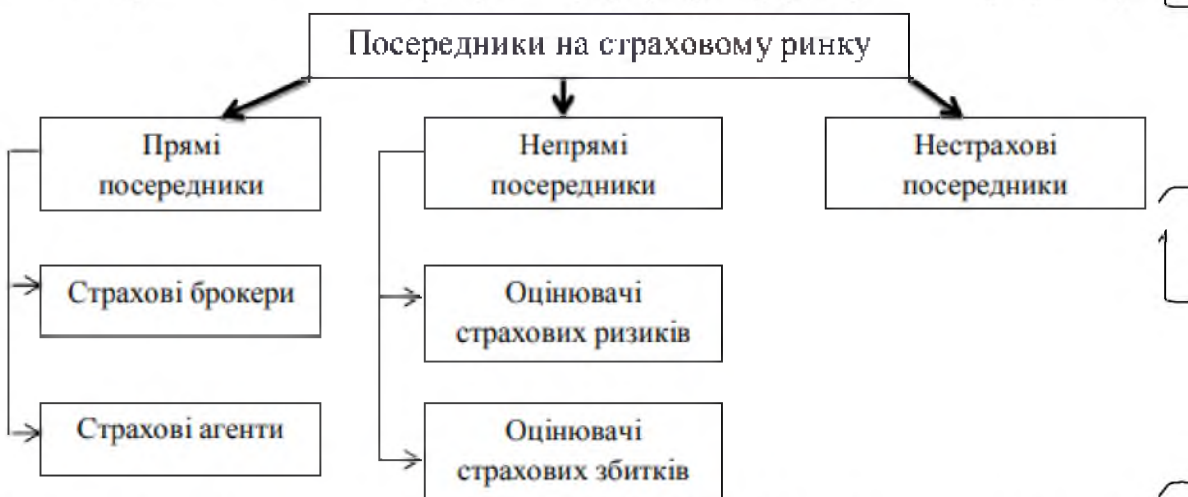 Посередники на страховому ринку
Прямі
посередники
Непрямі
посередники
Нестрахові
посередники
Страхові брокери
Оцінювачі
страхових ризиків
Страхові агенти
Оцінювачі
страхових збитків